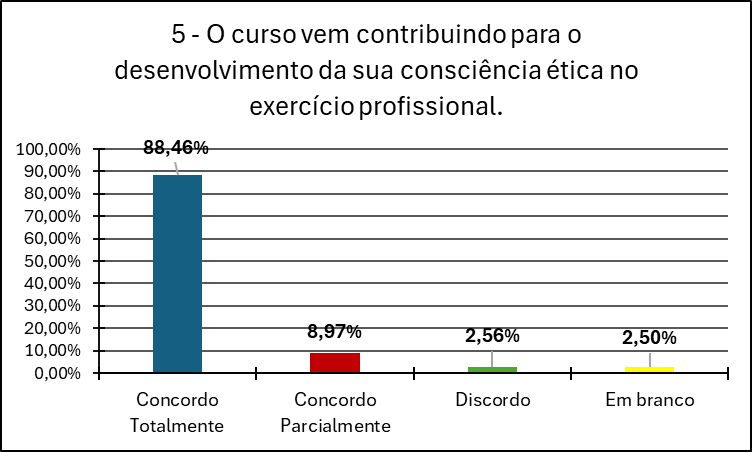 5 - O curso vem contribuindo para o
desenvolvimento da sua consciência ética no
exercício profissional.
100,00%
90,00%
80,00%
70,00%
60,00%
50,00%
40,00%
30,00%
20,00%
10,00%
0,00%
88,46%
8,97%
2,56%
2,50%
Concordo
Totalmente
Concordo
Parcialmente
Discordo
Em branco